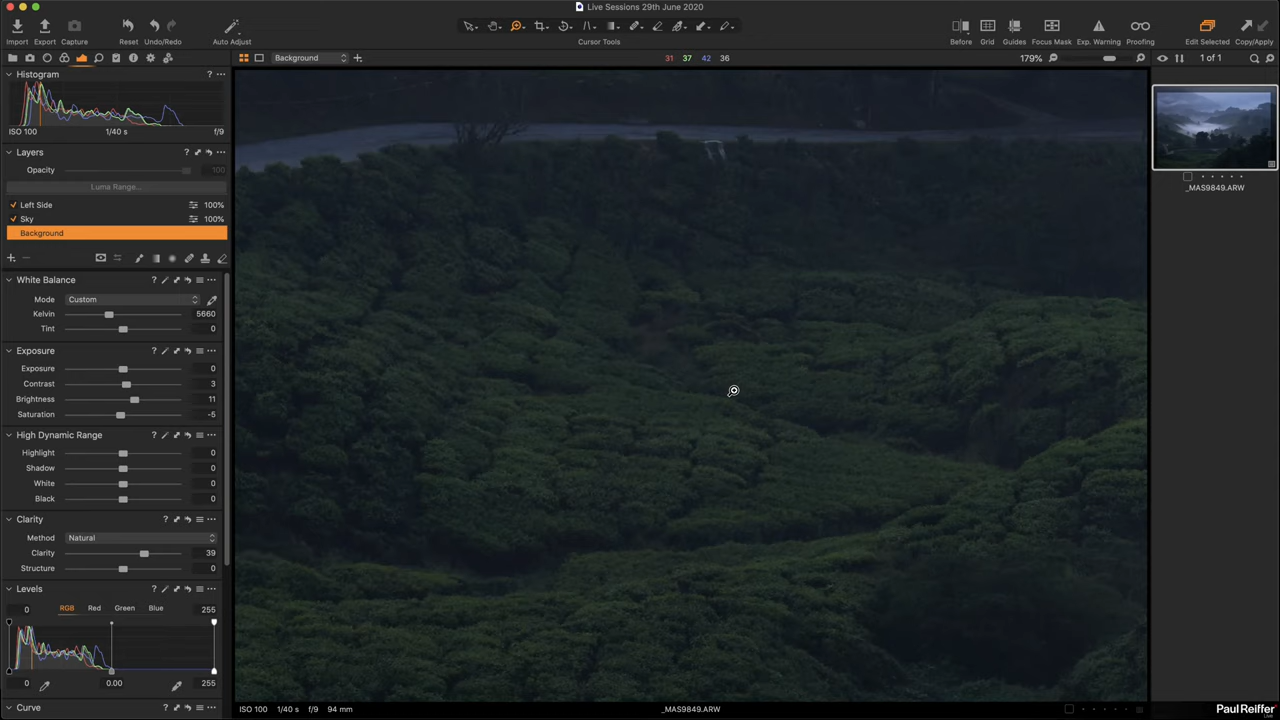 Live Sessions 29th June 2020
Import Export Capture Reset Undo/Redo Auto Adjust Cursor Tools Before Grid Guides Focus Mask Exp. Warning Proofing Edit Selected Copy/Apply
Background 31 37 42 36 179% 1 of 1
Histogram ? ...
ISO 100 1/40 s f/9
Layers ? ...
Opacity 100
Luma Range...
Left Side 100%
Sky 100%
Background
White Balance ? ...
Mode Custom
Kelvin 5660
Tint 0
Exposure ? ...
Exposure 0
Contrast 3
Brightness 11
Saturation -5
High Dynamic Range ? ...
Highlight 0
Shadow 0
White 0
Black 0
Clarity ? ...
Method Natural
Clarity 39
Structure 0
Levels ? ...
0 RGB Red Green Blue 255
0 0.00 255
Curve ? ...
ISO 100 1/40 s f/9 94 mm _MAS9849.ARW
_MAS9849.ARW
PaulReiffer
Live